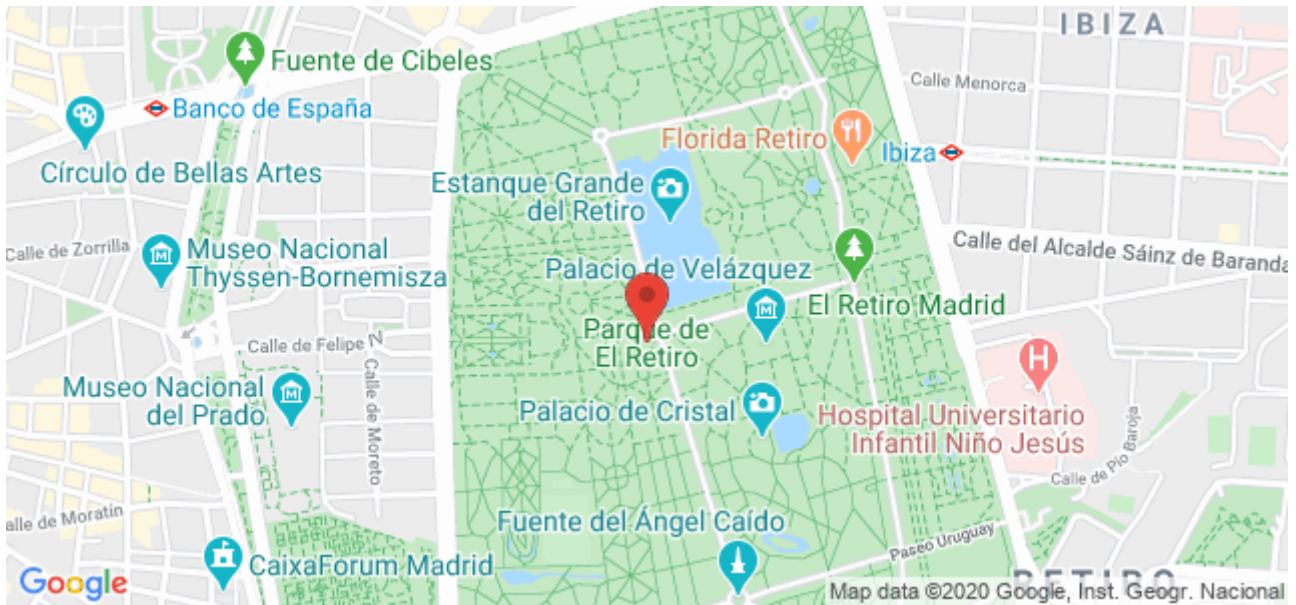 IBIZA
Fuente de Cibeles
Calle Menorca
Banco de España
Florida Retiro
Ibiza
Círculo de Bellas Artes
Estanque Grande
del Retiro
Calle de Zorrilla
Museo Nacional
Thyssen-Bornemisza
Calle del Alcalde Sáinz de Baranda
Palacio de Velázquez
El Retiro Madrid
Parque de
El Retiro
Calle de Felipe
Calle de Moreto
Museo Nacional
del Prado
Palacio de Cristal
Hospital Universitario
Infantil Niño Jesús
Calle de Pío Baroja
alle de Moratín
Fuente del Ángel Caído
Paseo Uruguay
CaixaForum Madrid
RETIRO
Google
Map data ©2020 Google, Inst. Geogr. Nacional